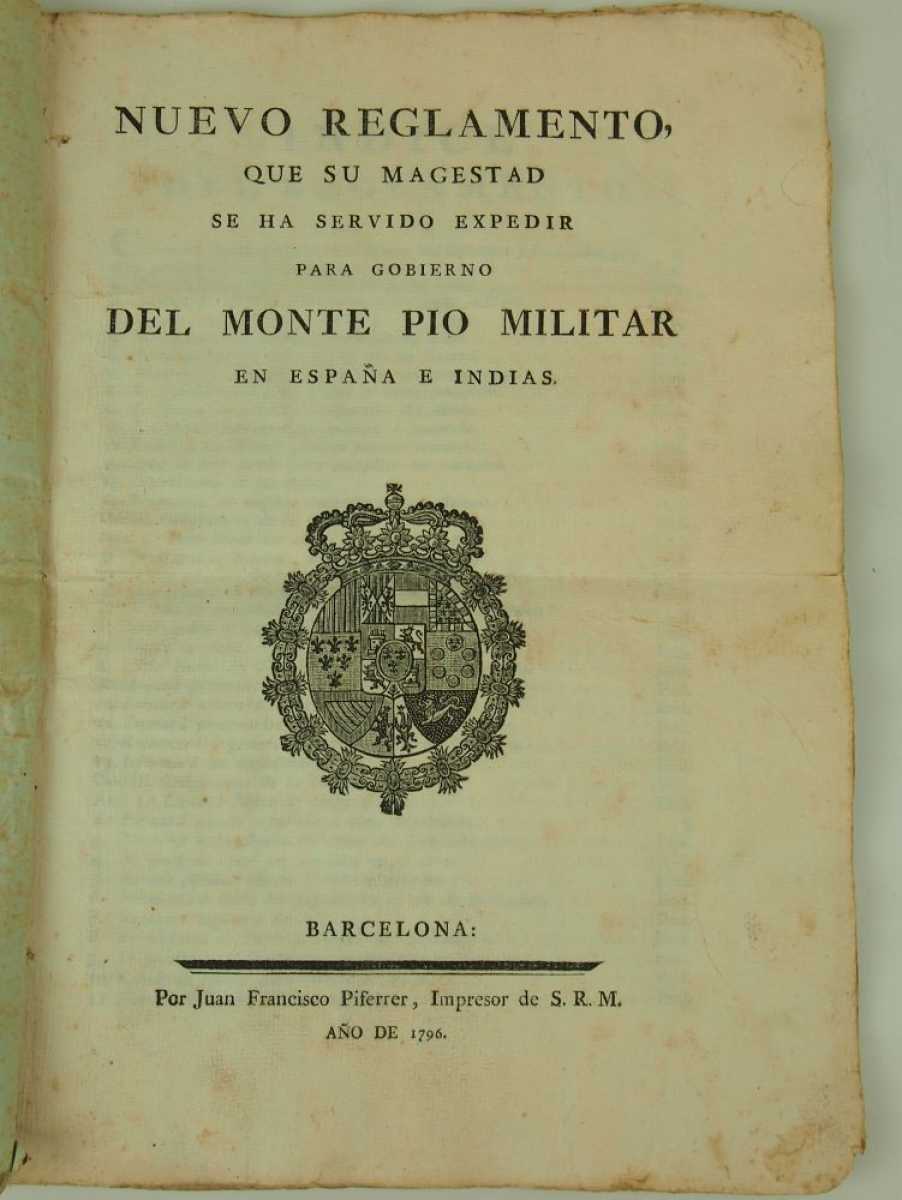 NUEVO REGLAMENTO,
QUE SU MAGESTAD
SE HA SERVIDO EXPEDIR
PARA GOBIERNO
DEL MONTE PIO MILITAR
EN ESPAÑA E INDIAS.
BARCELONA:
Por Juan Francisco Piferrer, Impresor de S. R. M.
AÑO DE 1796.